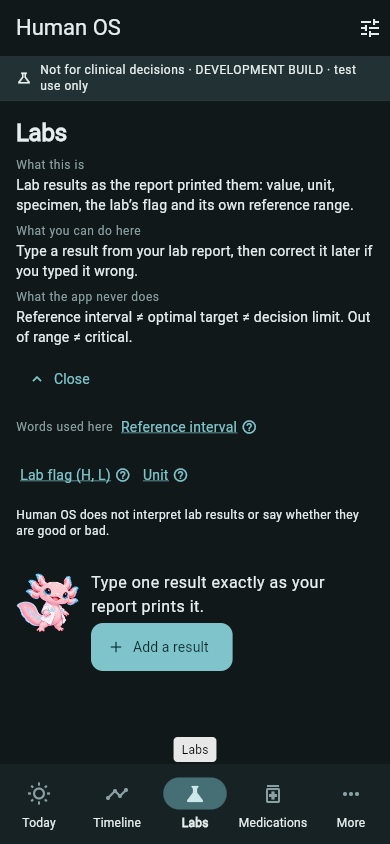 Human OS
Not for clinical decisions · DEVELOPMENT BUILD · test
use only
Labs
What this is
Lab results as the report printed them: value, unit,
specimen, the lab’s flag and its own reference range.
What you can do here
Type a result from your lab report, then correct it later if
you typed it wrong.
What the app never does
Reference interval ≠ optimal target ≠ decision limit. Out
of range ≠ critical.
Close
Words used here Reference interval
Lab flag (H, L) Unit
Human OS does not interpret lab results or say whether they
are good or bad.
Type one result exactly as your
report prints it.
Add a result
Labs
Today Timeline Labs Medications More